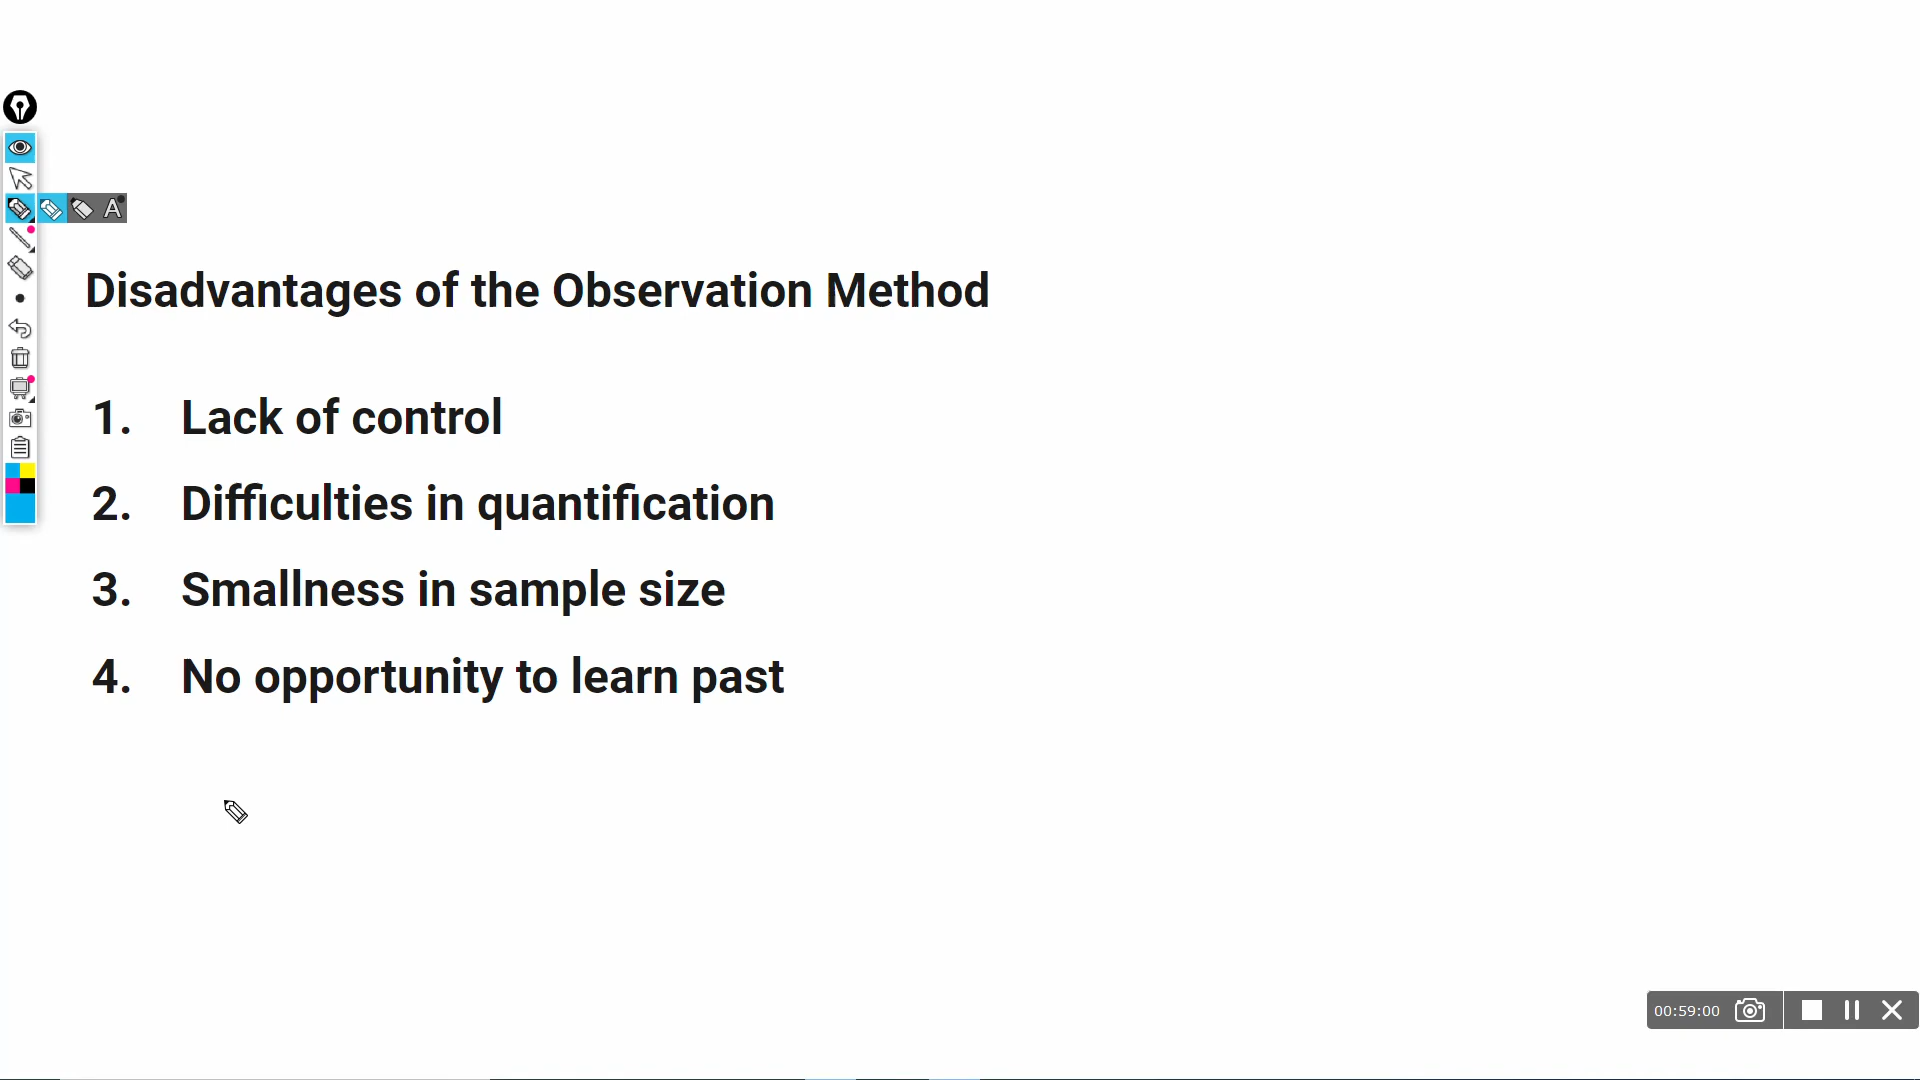 A
Disadvantages of the Observation Method
1. Lack of control
2. Difficulties in quantification
3. Smallness in sample size
4. No opportunity to learn past
00:59:00